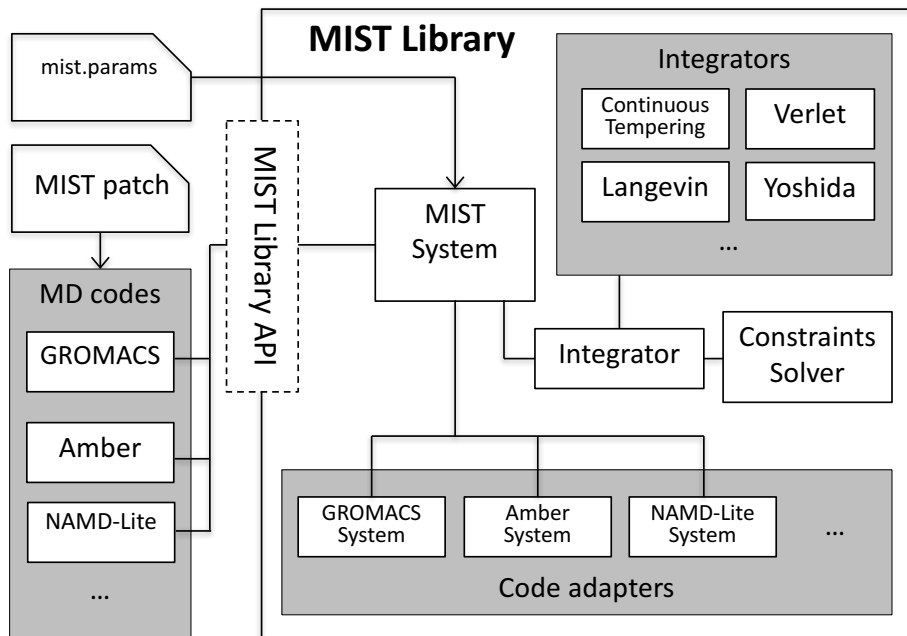 MIST Library
mist.params
MIST patch
MD codes
GROMACS
Amber
NAMD-Lite
...
MIST Library API
MIST
System
Integrators
Continuous
Tempering
Verlet
Langevin
Yoshida
...
Integrator
Constraints
Solver
GROMACS
System
Amber
System
NAMD-Lite
System
...
Code adapters